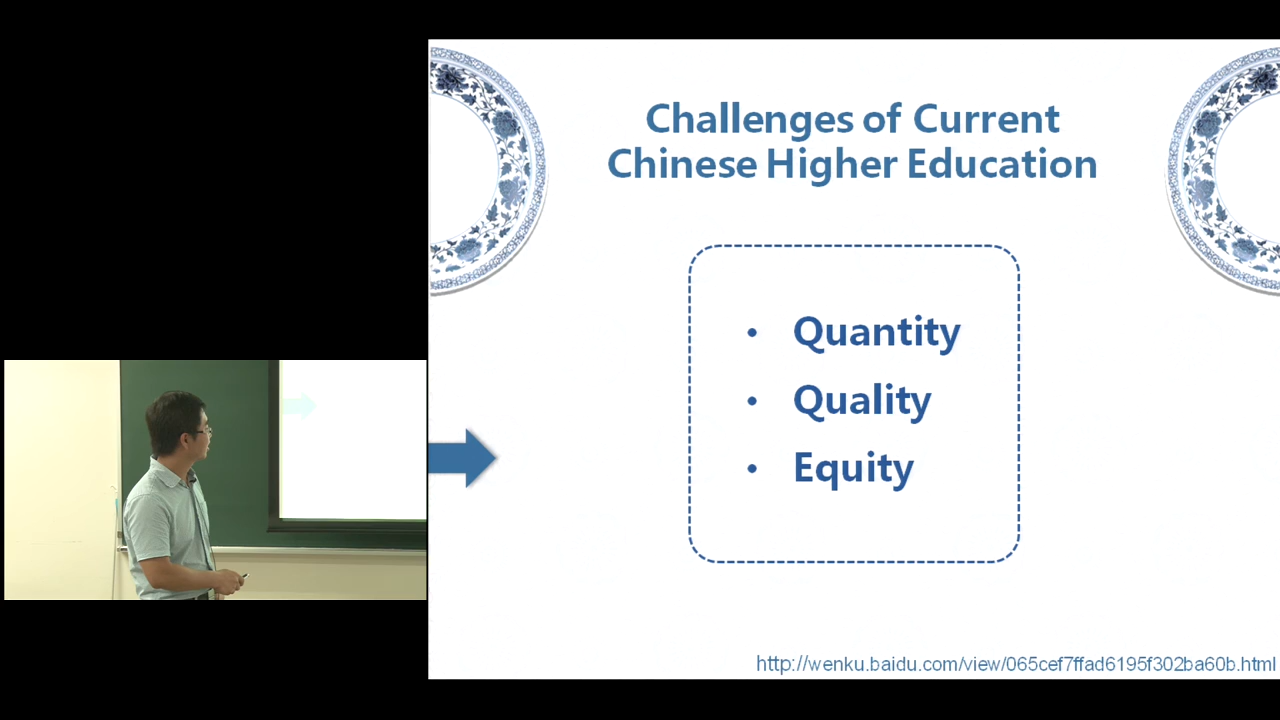 Challenges of Current
Chinese Higher Education
• Quantity
• Quality
• Equity
http://wenku.baidu.com/view/065cef7ffad6195f302ba60b.html